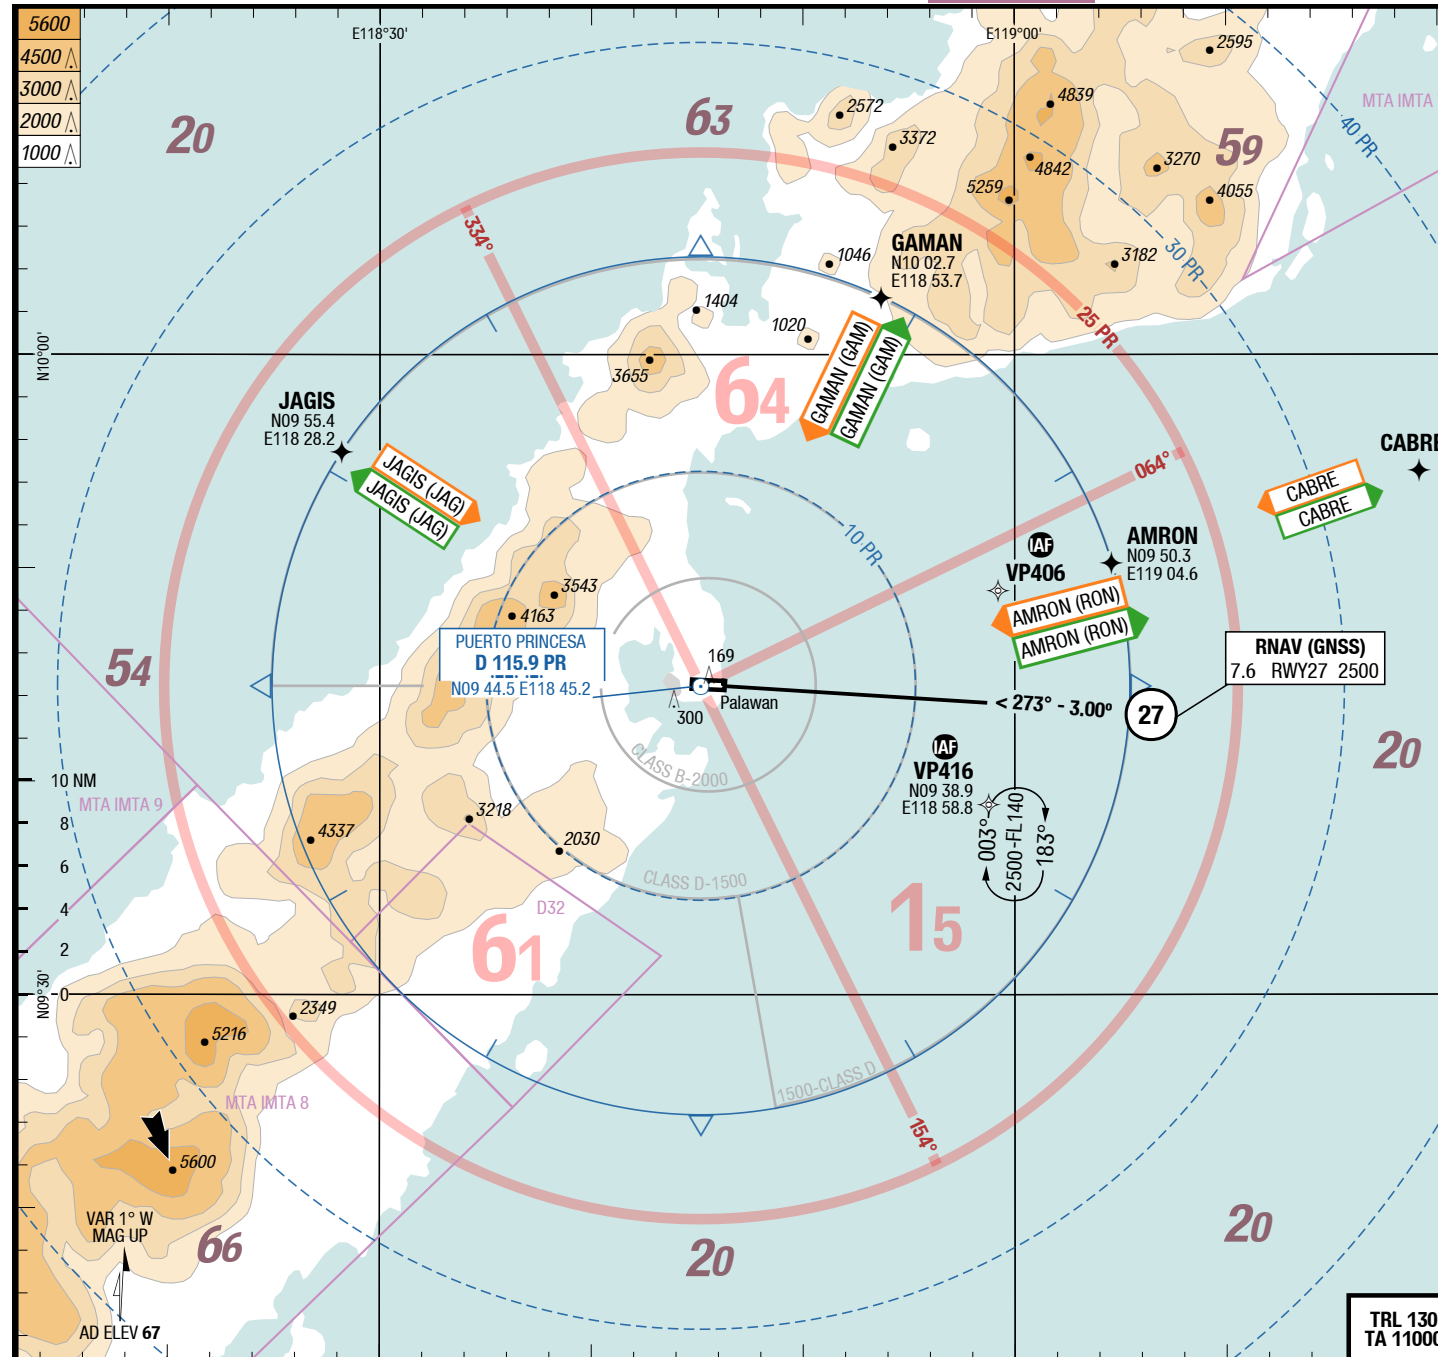 5600
4500
3000
2000
1000
E118°30'
E119°00'
2595
MTA IMTA
40 PR
20
63
59
2572
3372
4839
4842
3270
5259
4055
334°
GAMAN
N10 02.7
E118 53.7
1046
3182
30 PR
25 PR
1404
1020
N10°00'
3655
64
GAMAN (GAM)
GAMAN (GAM)
JAGIS
N09 55.4
E118 28.2
JAGIS (JAG)
JAGIS (JAG)
064°
CABRE
CABRE
CABRE
10 PR
IAF
VP406
AMRON
N09 50.3
E119 04.6
AMRON (RON)
AMRON (RON)
3543
4163
PUERTO PRINCESA
D 115.9 PR
N09 44.5 E118 45.2
169
Palawan
300
< 273° - 3.00°
27
RNAV (GNSS)
7.6 RWY27 2500
54
20
CLASS B-2000
IAF
VP416
N09 38.9
E118 58.8
003°
2500-FL140
183°
10 NM
8
6
4
2
0
MTA IMTA 9
4337
3218
2030
CLASS D-1500
D32
61
15
N09°30'
2349
5216
MTA IMTA 8
1500-CLASS D
154°
5600
VAR 1° W
MAG UP
66
20
20
AD ELEV 67
TRL 130
TA 11000